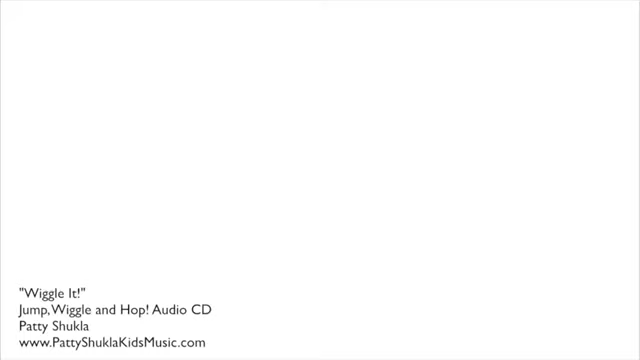 "Wiggle It!"
Jump, Wiggle and Hop! Audio CD
Patty Shukla
www.PattyShuklaKidsMusic.com